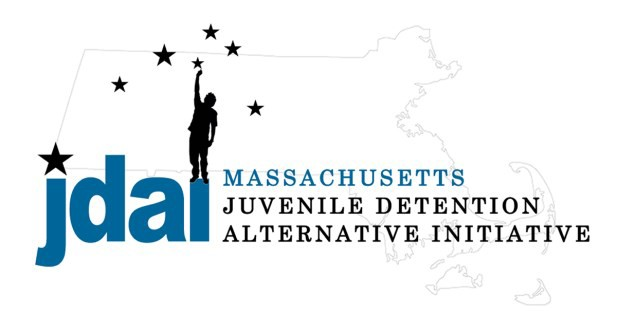 jdai
MASSACHUSETTS
JUVENILE DETENTION
ALTERNATIVE INITIATIVE